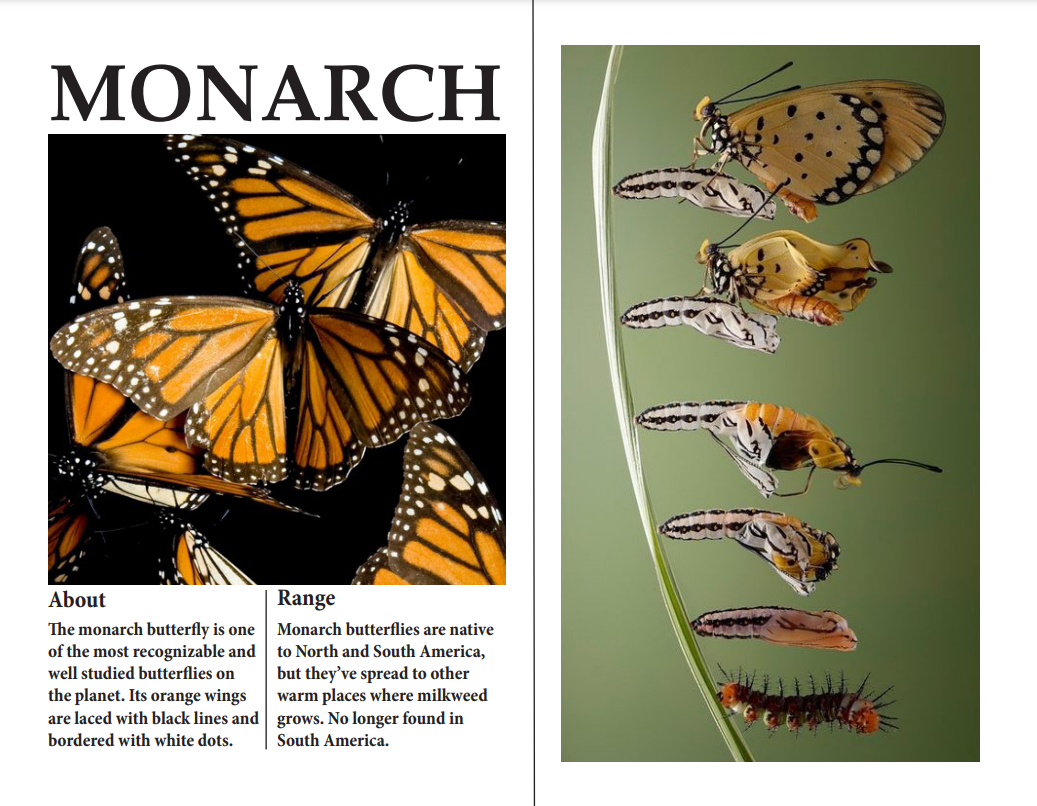 MONARCH
About
The monarch butterfly is one
of the most recognizable and
well studied butterflies on
the planet. Its orange wings
are laced with black lines and
bordered with white dots.
Range
Monarch butterflies are native
to North and South America,
but they've spread to other
warm places where milkweed
grows. No longer found in
South America.